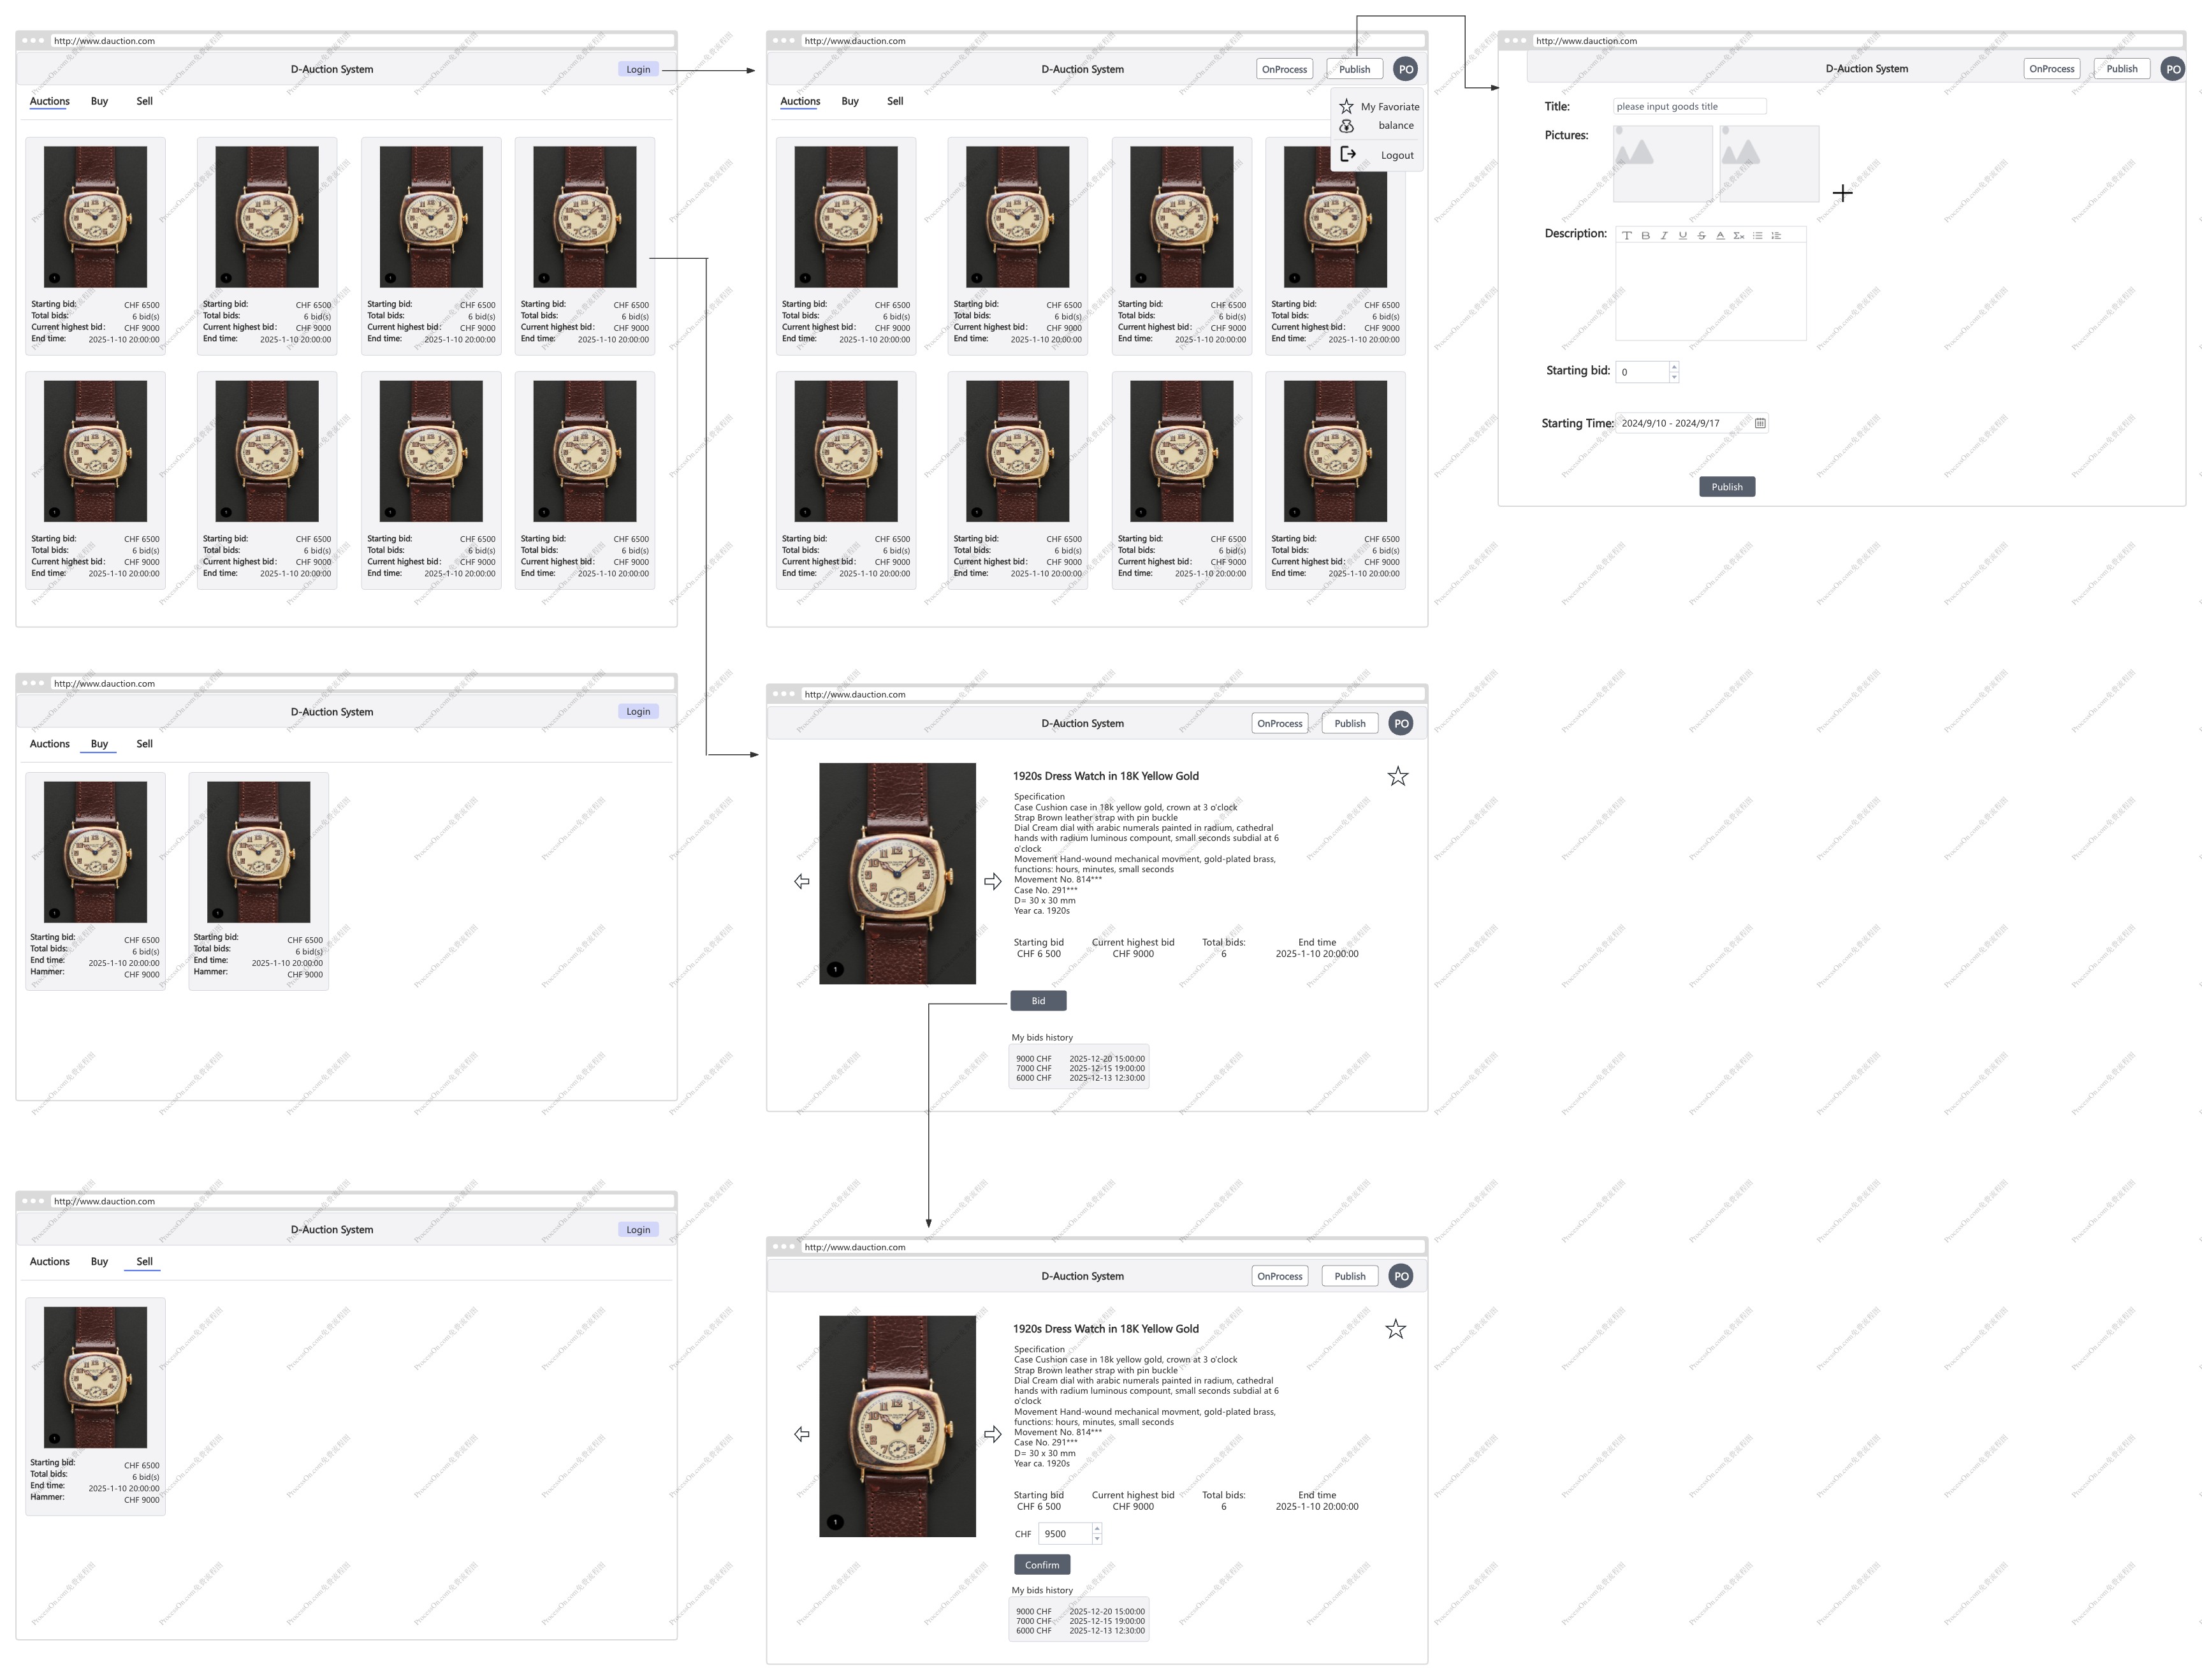 http://www.dauction.com
D-Auction System
Login
Auctions Buy Sell
Starting bid: CHF 6500
Total bids: 6 bid(s)
Current highest bid: CHF 9000
End time: 2025-1-10 20:00:00
Starting bid: CHF 6500
Total bids: 6 bid(s)
Current highest bid: CHF 9000
End time: 2025-1-10 20:00:00
Starting bid: CHF 6500
Total bids: 6 bid(s)
Current highest bid: CHF 9000
End time: 2025-1-10 20:00:00
Starting bid: CHF 6500
Total bids: 6 bid(s)
Current highest bid: CHF 9000
End time: 2025-1-10 20:00:00
Starting bid: CHF 6500
Total bids: 6 bid(s)
Current highest bid: CHF 9000
End time: 2025-1-10 20:00:00
Starting bid: CHF 6500
Total bids: 6 bid(s)
Current highest bid: CHF 9000
End time: 2025-1-10 20:00:00
Starting bid: CHF 6500
Total bids: 6 bid(s)
Current highest bid: CHF 9000
End time: 2025-1-10 20:00:00
Starting bid: CHF 6500
Total bids: 6 bid(s)
Current highest bid: CHF 9000
End time: 2025-1-10 20:00:00
http://www.dauction.com
D-Auction System
OnProcess Publish PO
Auctions Buy Sell
My Favoriate
balance
Logout
Starting bid: CHF 6500
Total bids: 6 bid(s)
Current highest bid: CHF 9000
End time: 2025-1-10 20:00:00
Starting bid: CHF 6500
Total bids: 6 bid(s)
Current highest bid: CHF 9000
End time: 2025-1-10 20:00:00
Starting bid: CHF 6500
Total bids: 6 bid(s)
Current highest bid: CHF 9000
End time: 2025-1-10 20:00:00
Starting bid: CHF 6500
Total bids: 6 bid(s)
Current highest bid: CHF 9000
End time: 2025-1-10 20:00:00
Starting bid: CHF 6500
Total bids: 6 bid(s)
Current highest bid: CHF 9000
End time: 2025-1-10 20:00:00
Starting bid: CHF 6500
Total bids: 6 bid(s)
Current highest bid: CHF 9000
End time: 2025-1-10 20:00:00
Starting bid: CHF 6500
Total bids: 6 bid(s)
Current highest bid: CHF 9000
End time: 2025-1-10 20:00:00
Starting bid: CHF 6500
Total bids: 6 bid(s)
Current highest bid: CHF 9000
End time: 2025-1-10 20:00:00
http://www.dauction.com
D-Auction System
OnProcess Publish PO
Title: please input goods title
Pictures:
Description:
Starting bid: 0
Starting Time: 2024/9/10 - 2024/9/17
Publish
http://www.dauction.com
D-Auction System
Login
Auctions Buy Sell
Starting bid: CHF 6500
Total bids: 6 bid(s)
End time: 2025-1-10 20:00:00
Hammer: CHF 9000
Starting bid: CHF 6500
Total bids: 6 bid(s)
End time: 2025-1-10 20:00:00
Hammer: CHF 9000
http://www.dauction.com
D-Auction System
OnProcess Publish PO
1920s Dress Watch in 18K Yellow Gold
Specification
Case Cushion case in 18k yellow gold, crown at 3 o'clock
Strap Brown leather strap with pin buckle
Dial Cream dial with arabic numerals painted in radium, cathedral
hands with radium luminous compount, small seconds subdial at 6
o'clock
Movement Hand-wound mechanical movment, gold-plated brass,
functions: hours, minutes, small seconds
Movement No. 814***
Case No. 291***
D= 30 x 30 mm
Year ca. 1920s
Starting bid Current highest bid Total bids: End time
CHF 6 500 CHF 9000 6 2025-1-10 20:00:00
Bid
My bids history
9000 CHF 2025-12-20 15:00:00
7000 CHF 2025-12-15 19:00:00
6000 CHF 2025-12-13 12:30:00
http://www.dauction.com
D-Auction System
Login
Auctions Buy Sell
Starting bid: CHF 6500
Total bids: 6 bid(s)
End time: 2025-1-10 20:00:00
Hammer: CHF 9000
http://www.dauction.com
D-Auction System
OnProcess Publish PO
1920s Dress Watch in 18K Yellow Gold
Specification
Case Cushion case in 18k yellow gold, crown at 3 o'clock
Strap Brown leather strap with pin buckle
Dial Cream dial with arabic numerals painted in radium, cathedral
hands with radium luminous compount, small seconds subdial at 6
o'clock
Movement Hand-wound mechanical movment, gold-plated brass,
functions: hours, minutes, small seconds
Movement No. 814***
Case No. 291***
D= 30 x 30 mm
Year ca. 1920s
Starting bid Current highest bid Total bids: End time
CHF 6 500 CHF 9000 6 2025-1-10 20:00:00
CHF 9500
Confirm
My bids history
9000 CHF 2025-12-20 15:00:00
7000 CHF 2025-12-15 19:00:00
6000 CHF 2025-12-13 12:30:00
ProcessOn.com免费流程图